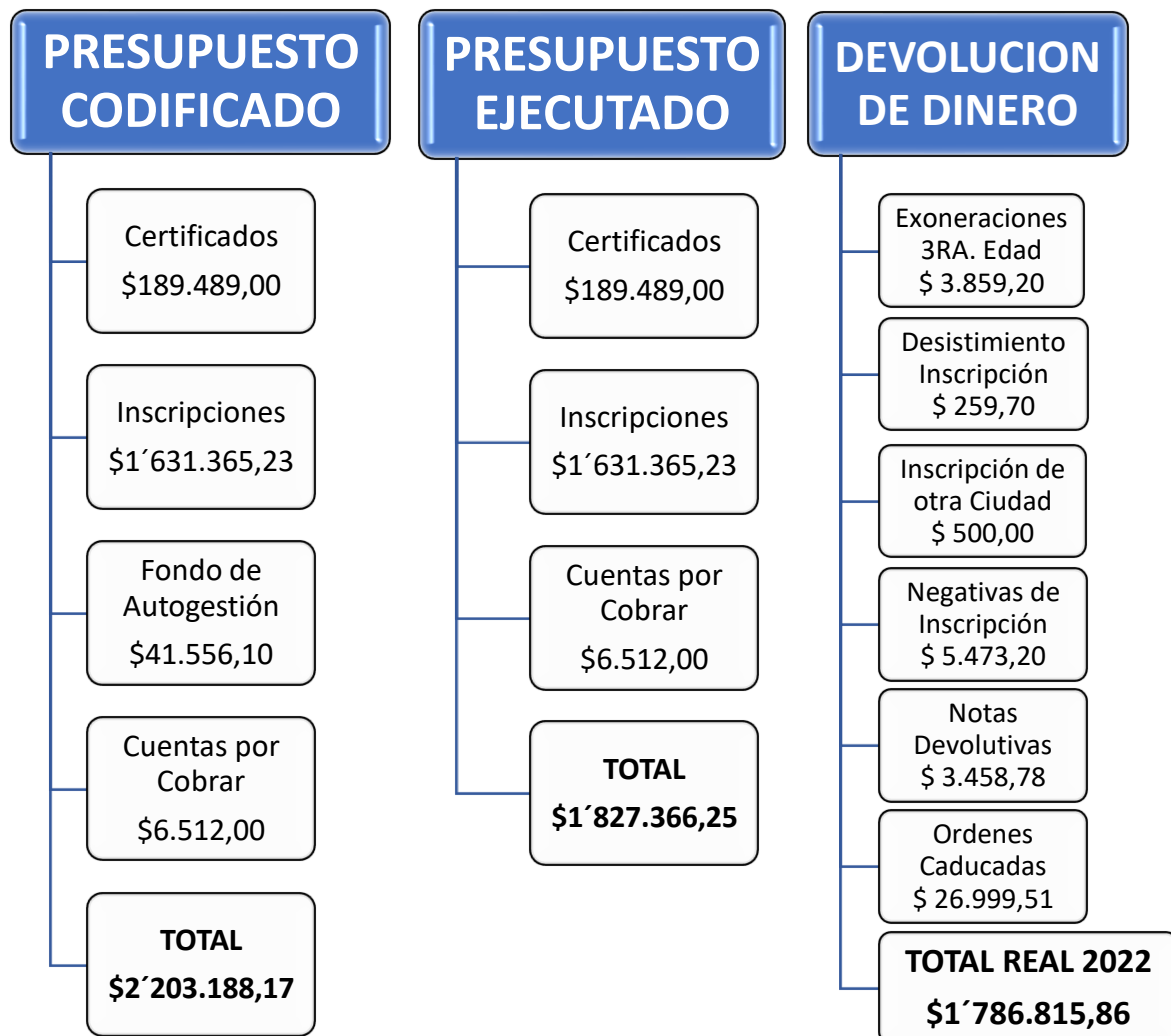 PRESUPUESTO
CODIFICADO
Certificados
$189.489,00
Inscripciones
$1´631.365,23
Fondo de
Autogestión
$41.556,10
Cuentas por
Cobrar
$6.512,00
TOTAL
$2´203.188,17
PRESUPUESTO
EJECUTADO
Certificados
$189.489,00
Inscripciones
$1´631.365,23
Cuentas por
Cobrar
$6.512,00
TOTAL
$1´827.366,25
DEVOLUCION
DE DINERO
Exoneraciones
3RA. Edad
$ 3.859,20
Desistimiento
Inscripción
$ 259,70
Inscripción de
otra Ciudad
$ 500,00
Negativas de
Inscripción
$ 5.473,20
Notas
Devolutivas
$ 3.458,78
Ordenes
Caducadas
$ 26.999,51
TOTAL REAL 2022
$1´786.815,86